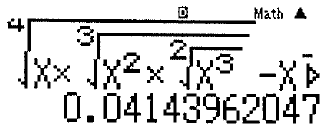 D Math ▲
⁴√X×³√X²×²√X³ −X▷
0.04143962047